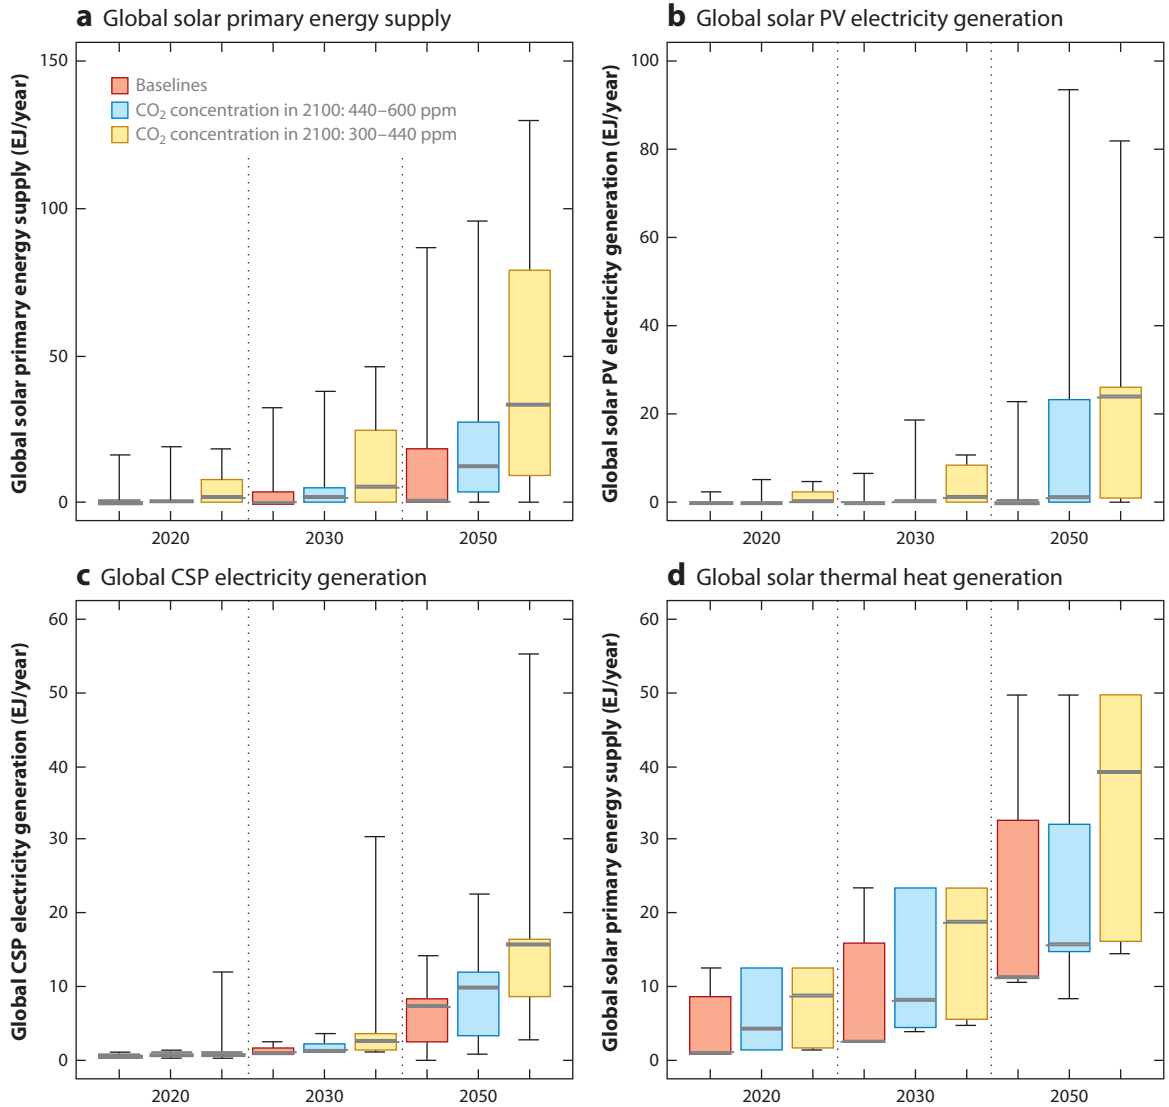 a Global solar primary energy supply
Global solar primary energy supply (EJ/year)
150
100
50
0
Baselines
CO₂ concentration in 2100: 440–600 ppm
CO₂ concentration in 2100: 300–440 ppm
2020 2030 2050
b Global solar PV electricity generation
Global solar PV electricity generation (EJ/year)
100
80
60
40
20
0
2020 2030 2050
c Global CSP electricity generation
Global CSP electricity generation (EJ/year)
60
50
40
30
20
10
0
2020 2030 2050
d Global solar thermal heat generation
Global solar primary energy supply (EJ/year)
60
50
40
30
20
10
0
2020 2030 2050